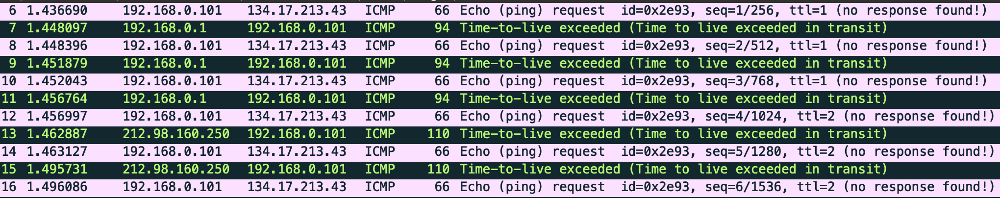 6 1.436690 192.168.0.101 134.17.213.43 ICMP 66 Echo (ping) request id=0x2e93, seq=1/256, ttl=1 (no response found!)
7 1.448097 192.168.0.1 192.168.0.101 ICMP 94 Time-to-live exceeded (Time to live exceeded in transit)
8 1.448396 192.168.0.101 134.17.213.43 ICMP 66 Echo (ping) request id=0x2e93, seq=2/512, ttl=1 (no response found!)
9 1.451879 192.168.0.1 192.168.0.101 ICMP 94 Time-to-live exceeded (Time to live exceeded in transit)
10 1.452043 192.168.0.101 134.17.213.43 ICMP 66 Echo (ping) request id=0x2e93, seq=3/768, ttl=1 (no response found!)
11 1.456764 192.168.0.1 192.168.0.101 ICMP 94 Time-to-live exceeded (Time to live exceeded in transit)
12 1.456997 192.168.0.101 134.17.213.43 ICMP 66 Echo (ping) request id=0x2e93, seq=4/1024, ttl=2 (no response found!)
13 1.462887 212.98.160.250 192.168.0.101 ICMP 110 Time-to-live exceeded (Time to live exceeded in transit)
14 1.463127 192.168.0.101 134.17.213.43 ICMP 66 Echo (ping) request id=0x2e93, seq=5/1280, ttl=2 (no response found!)
15 1.495731 212.98.160.250 192.168.0.101 ICMP 110 Time-to-live exceeded (Time to live exceeded in transit)
16 1.496086 192.168.0.101 134.17.213.43 ICMP 66 Echo (ping) request id=0x2e93, seq=6/1536, ttl=2 (no response found!)